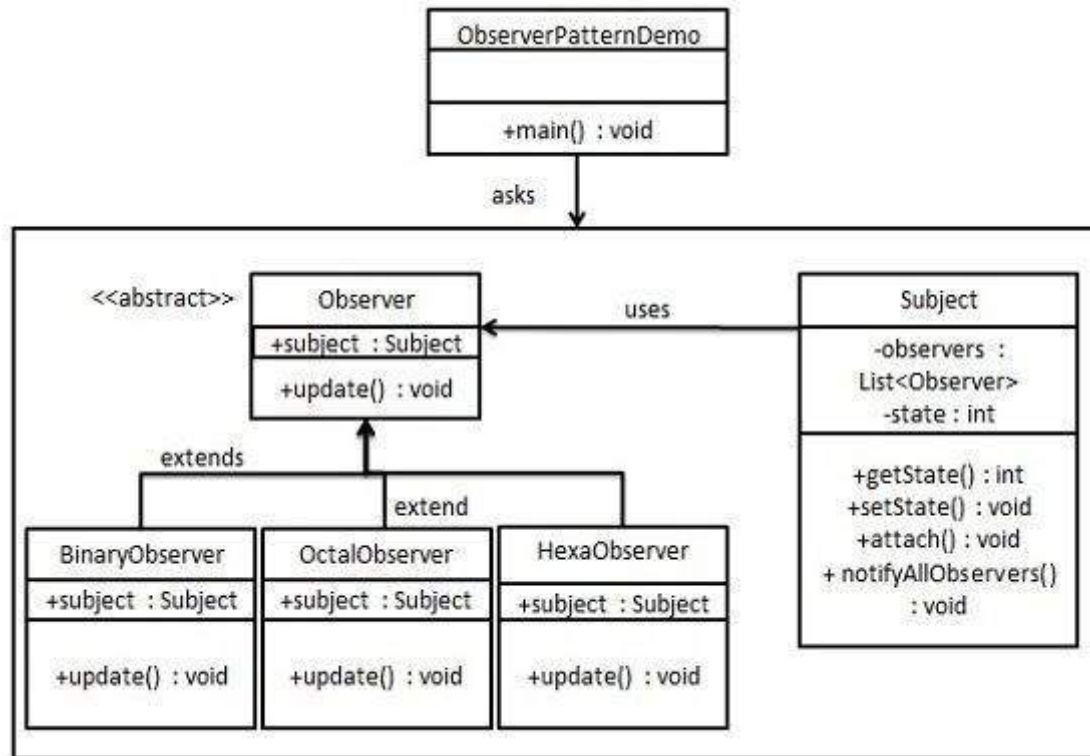 ObserverPatternDemo
+main() : void
asks
<<abstract>>
Observer
+subject : Subject
+update() : void
uses
Subject
-observers :
List<Observer>
-state : int
+getState() : int
+setState() : void
+attach() : void
+ notifyAllObservers()
: void
extends
extend
BinaryObserver
+subject : Subject
+update() : void
OctalObserver
+subject : Subject
+update() : void
HexaObserver
+subject : Subject
+update() : void